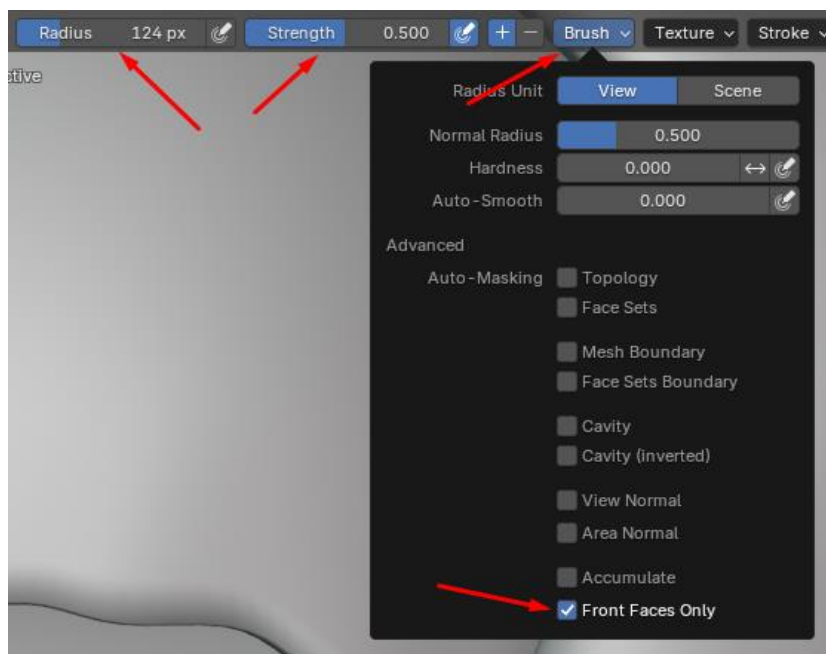 Radius 124 px Strength 0.500 + − Brush Texture Stroke
ctive
Radius Unit View Scene
Normal Radius 0.500
Hardness 0.000
Auto-Smooth 0.000
Advanced
Auto-Masking Topology
Face Sets
Mesh Boundary
Face Sets Boundary
Cavity
Cavity (inverted)
View Normal
Area Normal
Accumulate
Front Faces Only